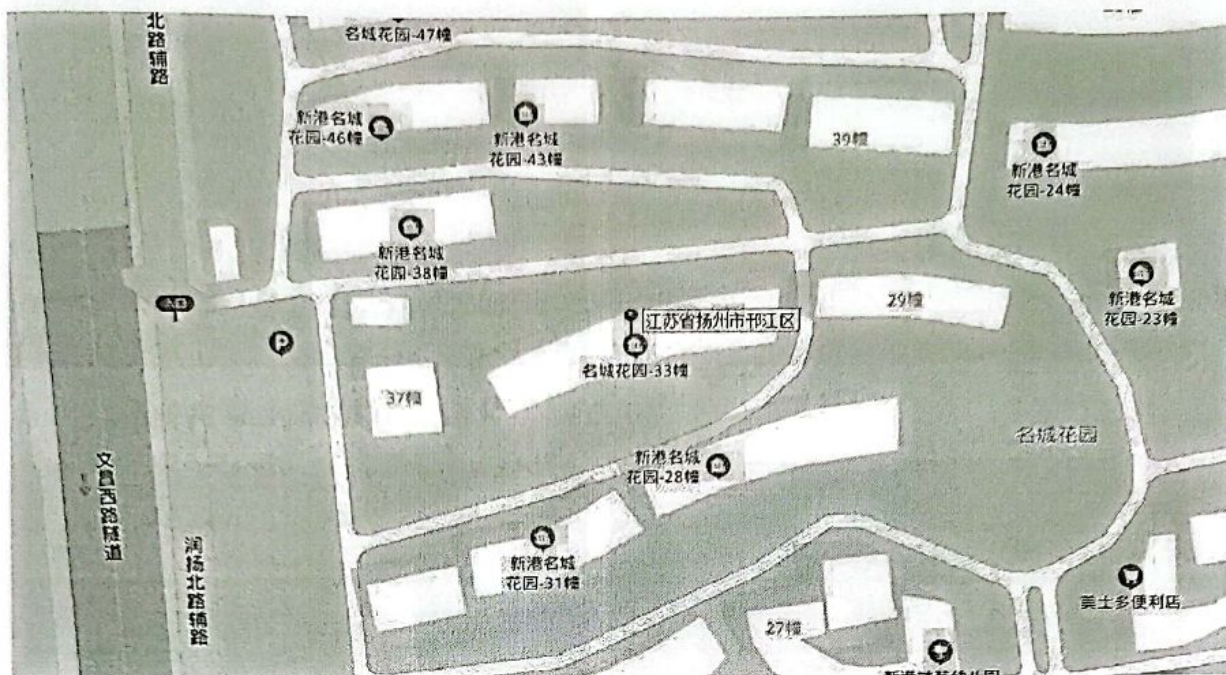 北路辅路
名城花园-47幢
新港名城
花园-46幢
新港名城
花园-43幢
39幢
新港名城
花园-24幢
新港名城
花园-38幢
29幢
新港名城
花园-23幢
江苏省扬州市邗江区
名城花园-33幢
37幢
名城花园
新港名城
花园-28幢
文昌西路隧道
润扬北路辅路
新港名城
花园-31幢
美士多便利店
27幢
P